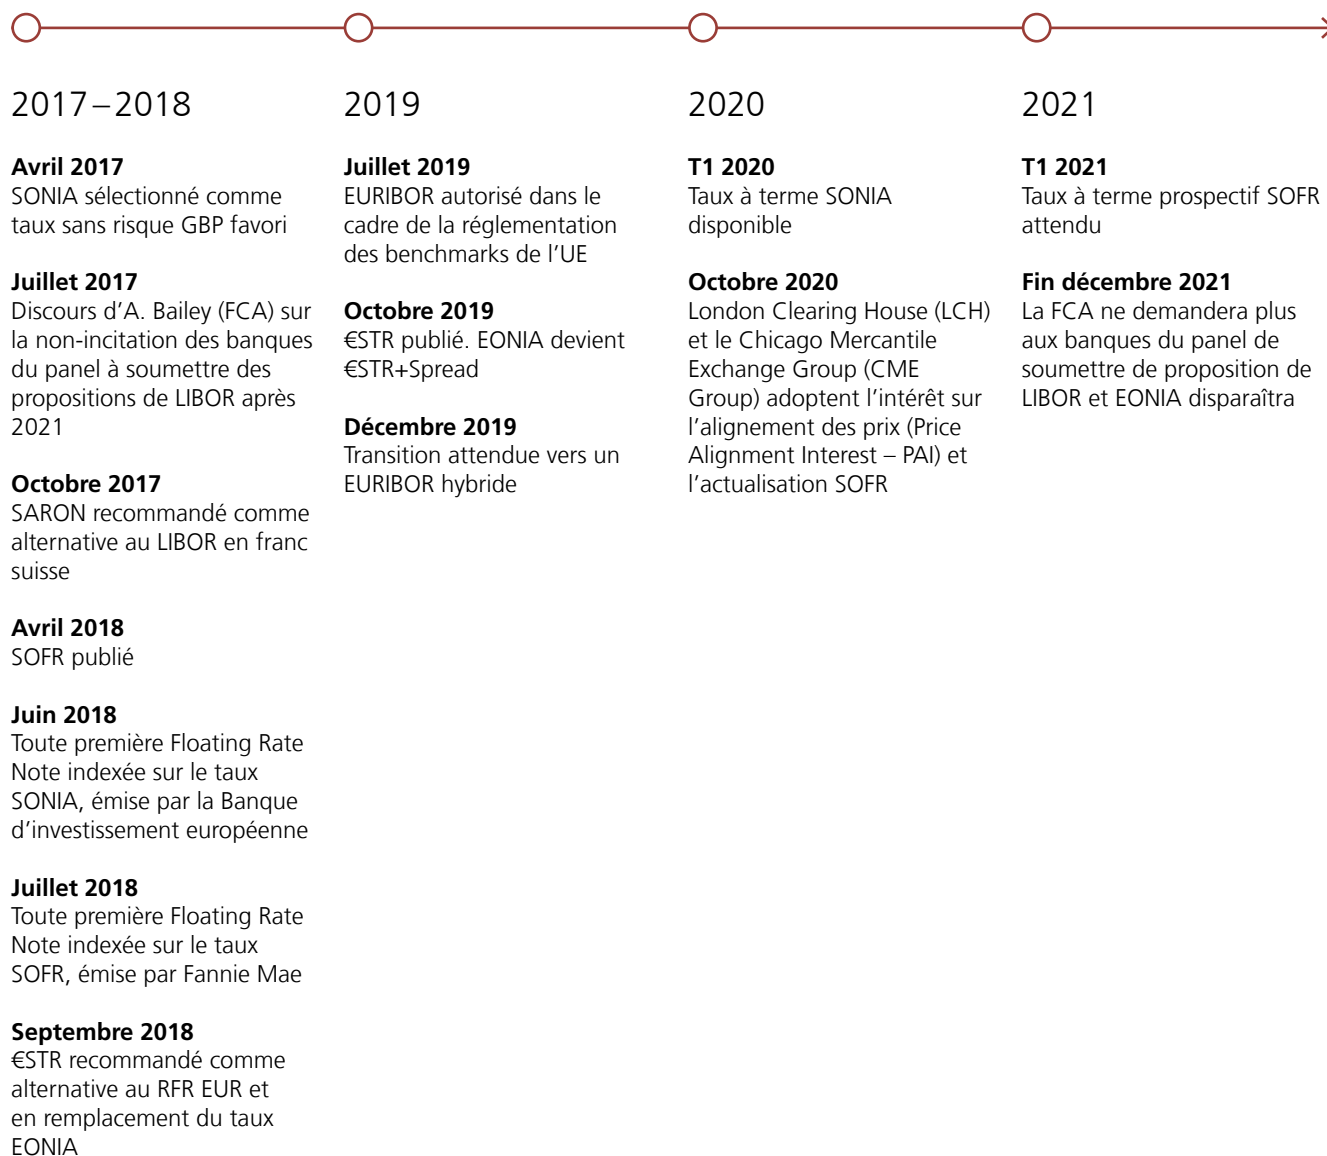 2017–2018
Avril 2017
SONIA sélectionné comme
taux sans risque GBP favori
Juillet 2017
Discours d’A. Bailey (FCA) sur
la non-incitation des banques
du panel à soumettre des
propositions de LIBOR après
2021
Octobre 2017
SARON recommandé comme
alternative au LIBOR en franc
suisse
Avril 2018
SOFR publié
Juin 2018
Toute première Floating Rate
Note indexée sur le taux
SONIA, émise par la Banque
d’investissement européenne
Juillet 2018
Toute première Floating Rate
Note indexée sur le taux
SOFR, émise par Fannie Mae
Septembre 2018
€STR recommandé comme
alternative au RFR EUR et
en remplacement du taux
EONIA
2019
Juillet 2019
EURIBOR autorisé dans le
cadre de la réglementation
des benchmarks de l’UE
Octobre 2019
€STR publié. EONIA devient
€STR+Spread
Décembre 2019
Transition attendue vers un
EURIBOR hybride
2020
T1 2020
Taux à terme SONIA
disponible
Octobre 2020
London Clearing House (LCH)
et le Chicago Mercantile
Exchange Group (CME
Group) adoptent l’intérêt sur
l’alignement des prix (Price
Alignment Interest – PAI) et
l’actualisation SOFR
2021
T1 2021
Taux à terme prospectif SOFR
attendu
Fin décembre 2021
La FCA ne demandera plus
aux banques du panel de
soumettre de proposition de
LIBOR et EONIA disparaîtra